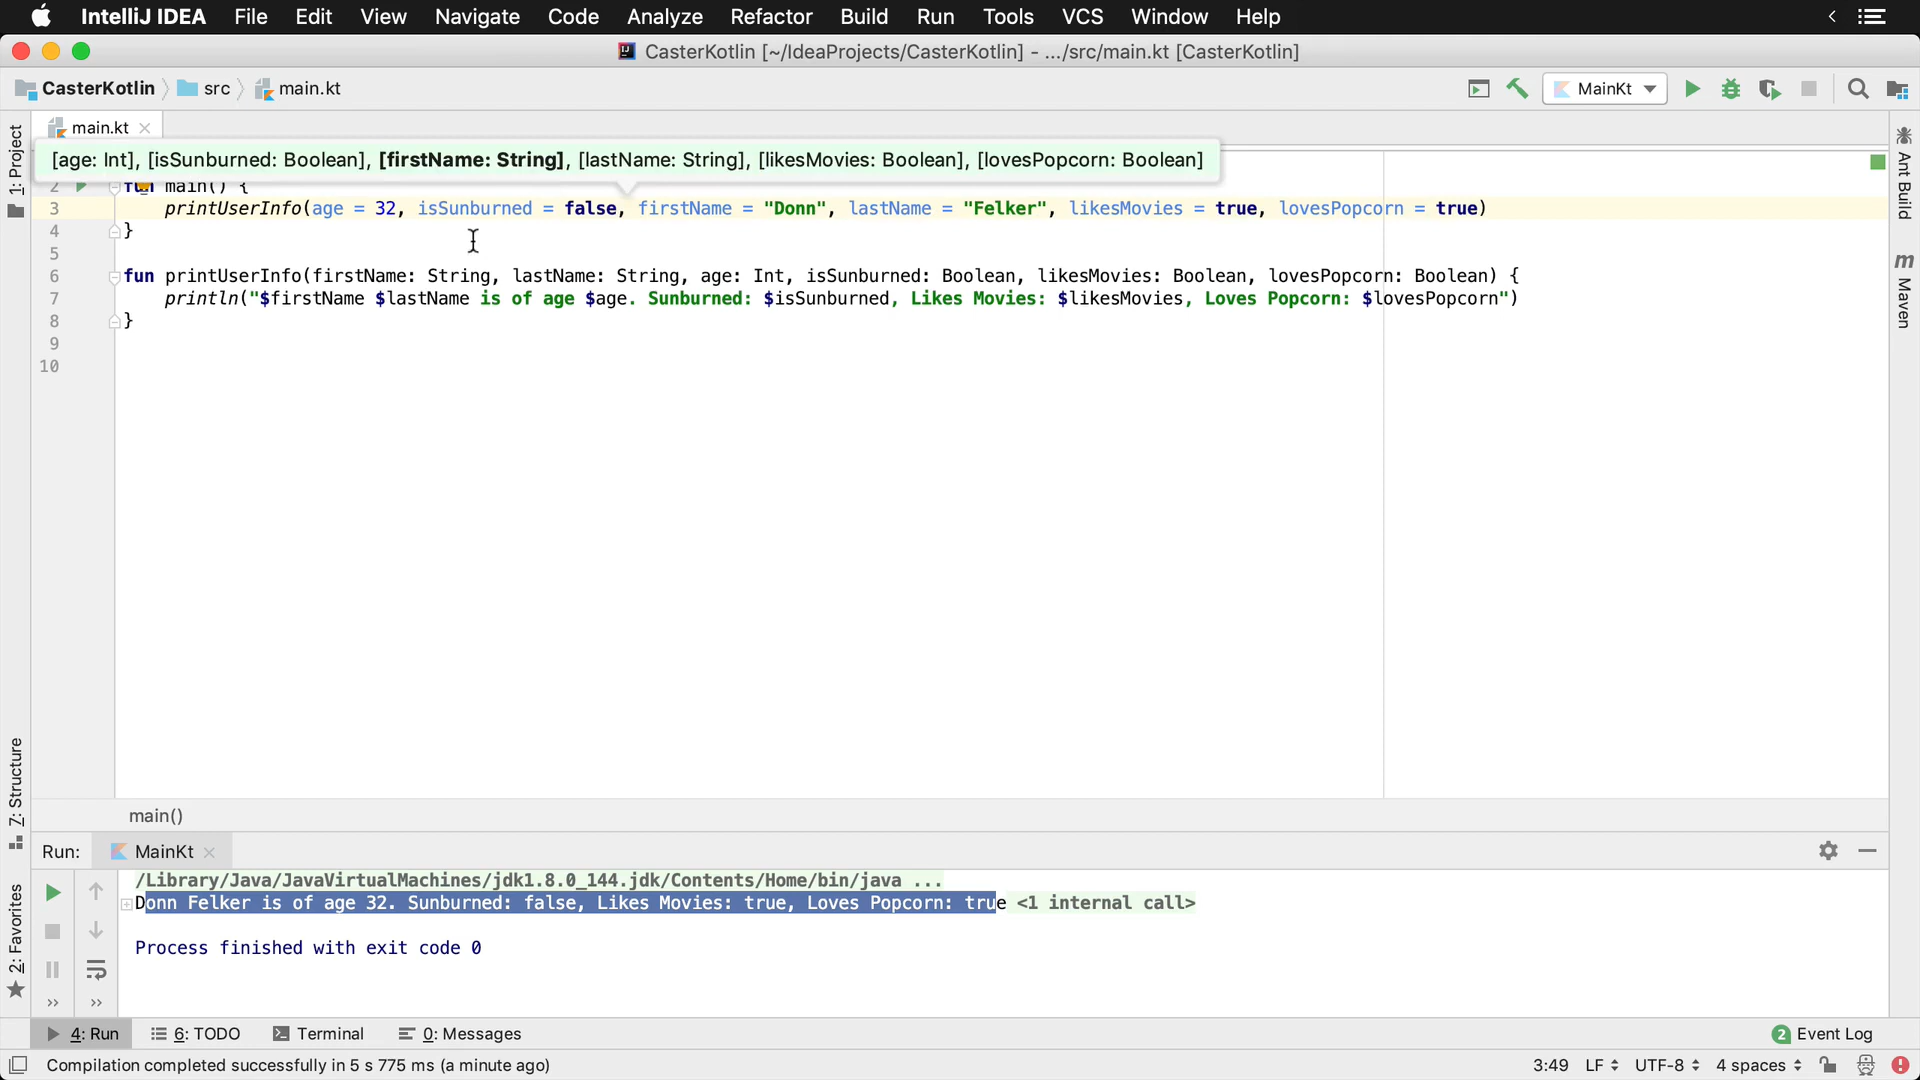 IntelliJ IDEA File Edit View Navigate Code Analyze Refactor Build Run Tools VCS Window Help
CasterKotlin [~/IdeaProjects/CasterKotlin] - .../src/main.kt [CasterKotlin]
CasterKotlin src main.kt MainKt
main.kt
[age: Int], [isSunburned: Boolean], [firstName: String], [lastName: String], [likesMovies: Boolean], [lovesPopcorn: Boolean]
2 fun main() {
3 printUserInfo(age = 32, isSunburned = false, firstName = "Donn", lastName = "Felker", likesMovies = true, lovesPopcorn = true)
4 }
5
6 fun printUserInfo(firstName: String, lastName: String, age: Int, isSunburned: Boolean, likesMovies: Boolean, lovesPopcorn: Boolean) {
7 println("$firstName $lastName is of age $age. Sunburned: $isSunburned, Likes Movies: $likesMovies, Loves Popcorn: $lovesPopcorn")
8 }
9
10
1: Project
Z: Structure
2: Favorites
Ant Build
m Maven
main()
Run: MainKt
/Library/Java/JavaVirtualMachines/jdk1.8.0_144.jdk/Contents/Home/bin/java ...
Donn Felker is of age 32. Sunburned: false, Likes Movies: true, Loves Popcorn: true <1 internal call>
Process finished with exit code 0
4: Run 6: TODO Terminal 0: Messages 2 Event Log
Compilation completed successfully in 5 s 775 ms (a minute ago) 3:49 LF UTF-8 4 spaces